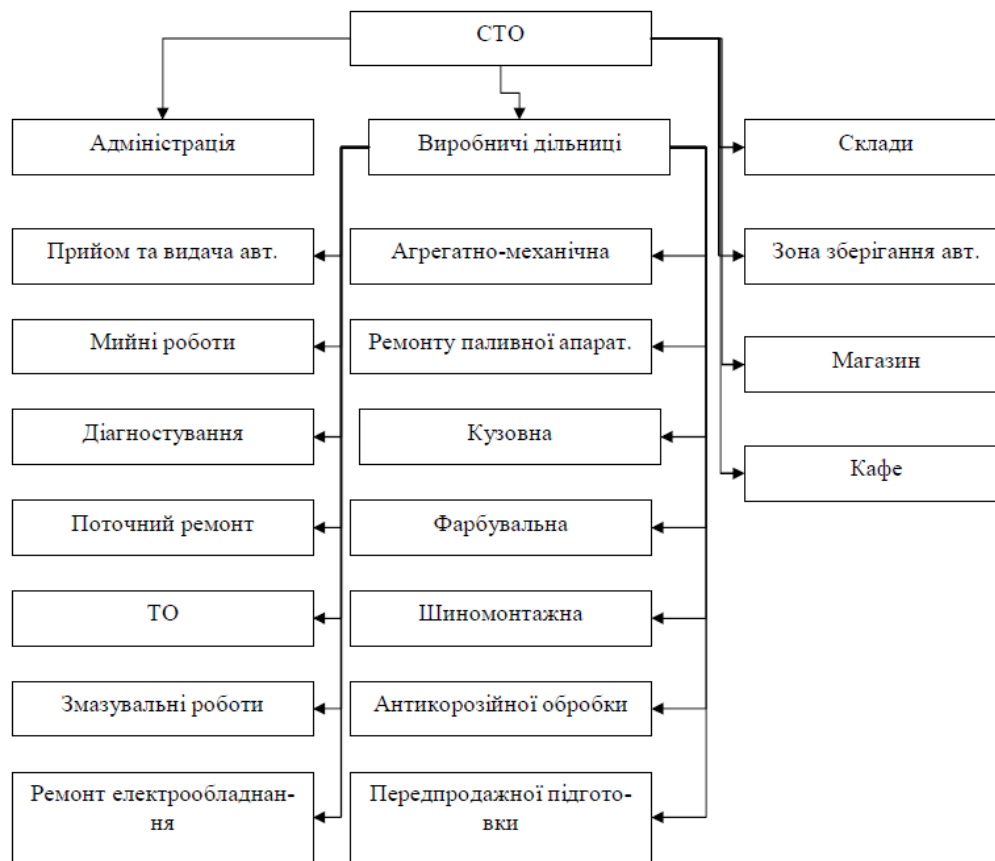 СТО
Адміністрація
Виробничі дільниці
Склади
Прийом та видача авт.
Агрегатно-механічна
Зона зберігання авт.
Мийні роботи
Ремонту паливної апарат.
Магазин
Діагностування
Кузовна
Кафе
Поточний ремонт
Фарбувальна
ТО
Шиномонтажна
Змазувальні роботи
Антикорозійної обробки
Ремонт електрообладнан-
ня
Передпродажної підгото-
вки